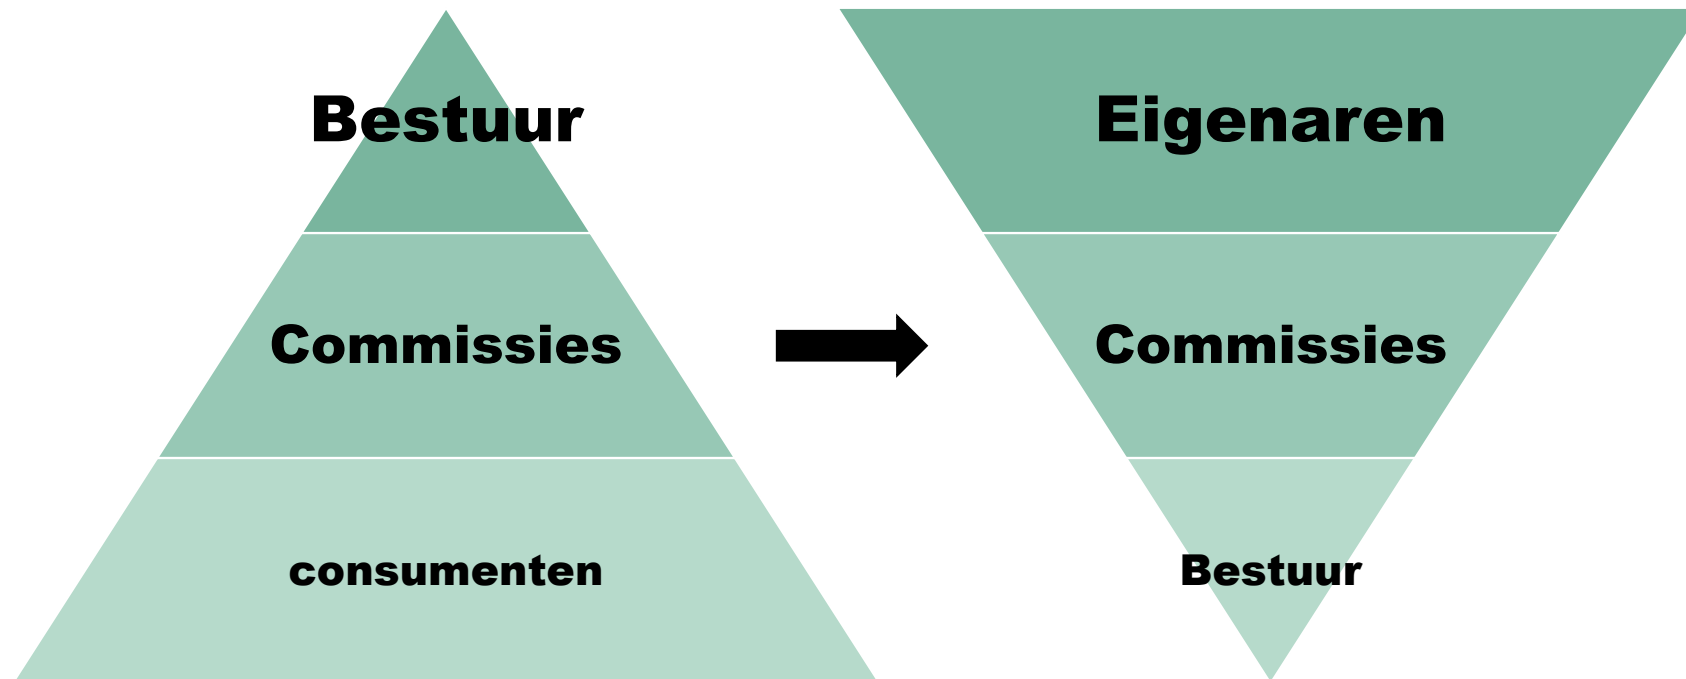 Bestuur
Commissies
consumenten
Eigenaren
Commissies
Bestuur